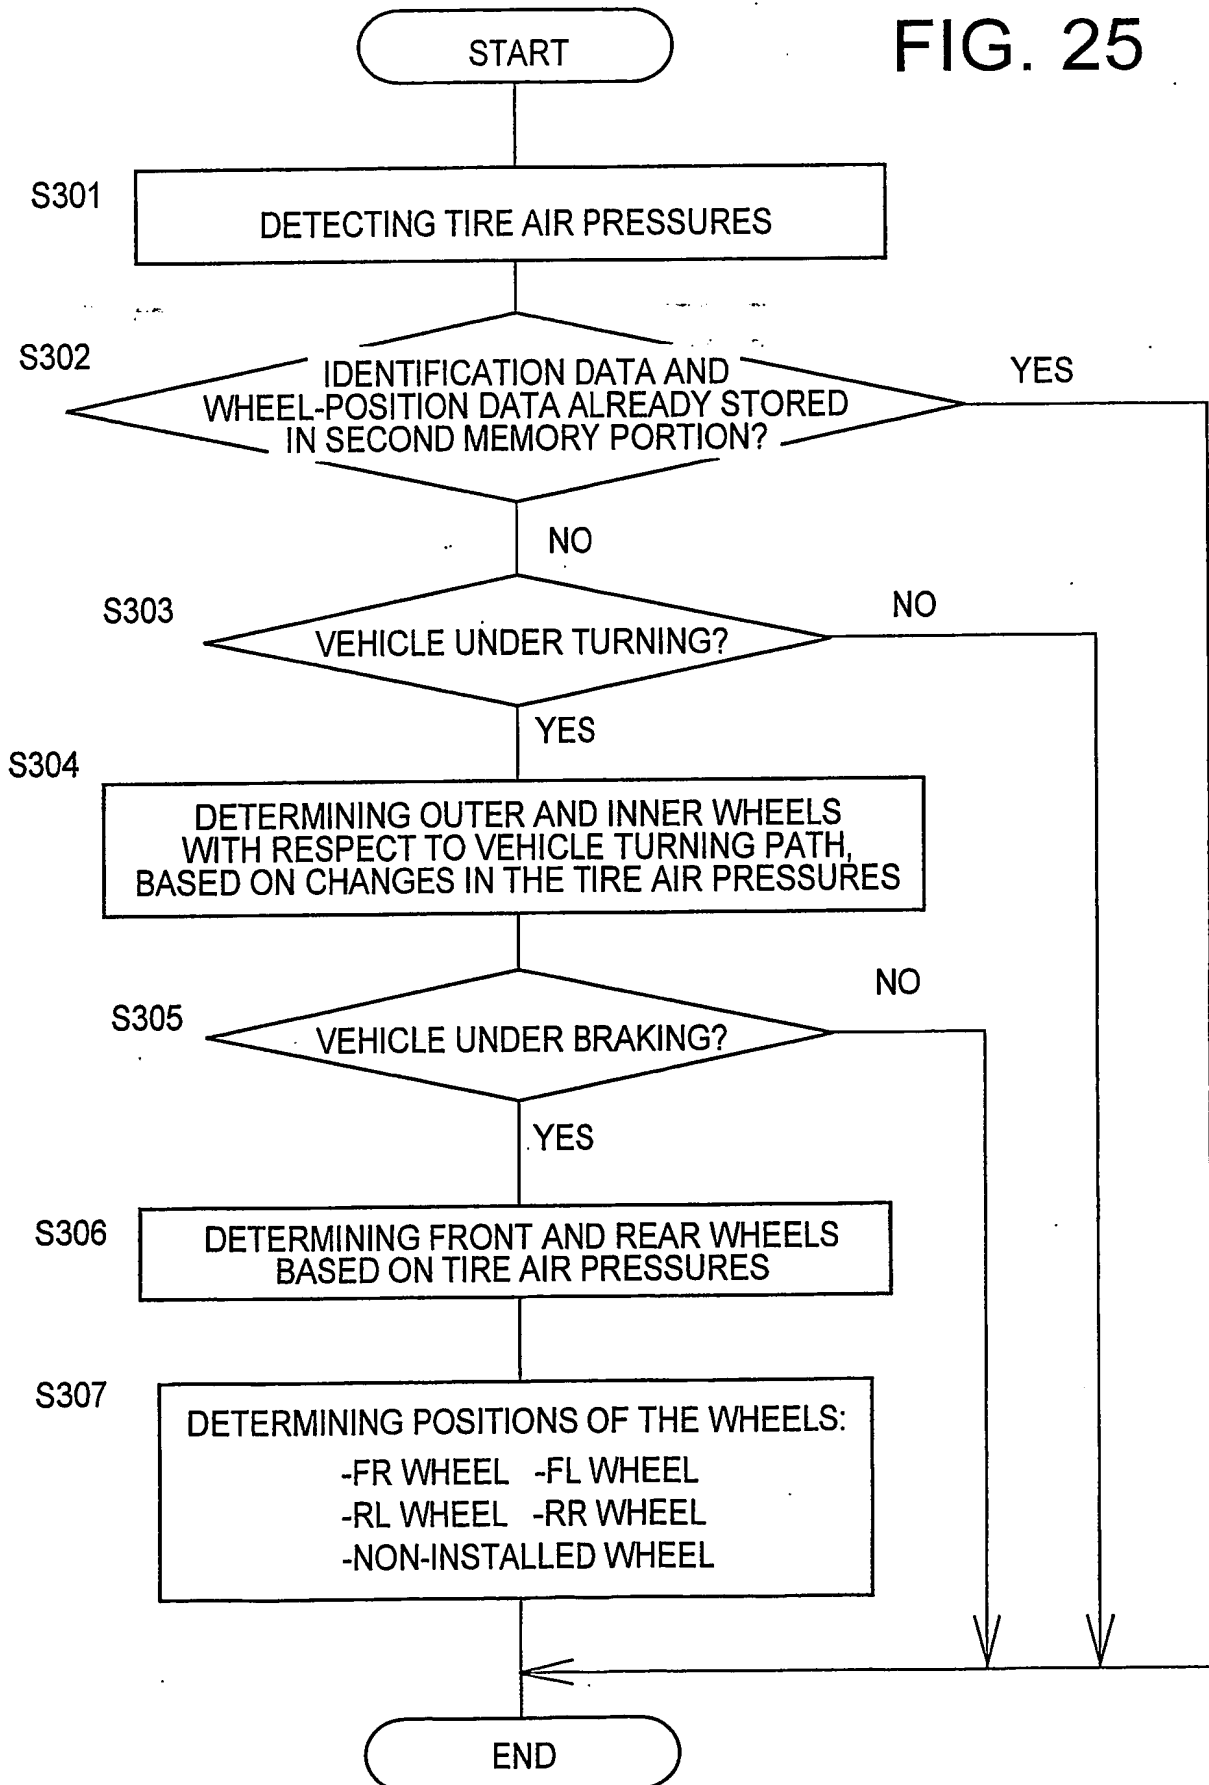 FIG. 25
START
S301
DETECTING TIRE AIR PRESSURES
S302
IDENTIFICATION DATA AND
WHEEL-POSITION DATA ALREADY STORED
IN SECOND MEMORY PORTION?
YES
NO
S303
VEHICLE UNDER TURNING?
NO
YES
S304
DETERMINING OUTER AND INNER WHEELS
WITH RESPECT TO VEHICLE TURNING PATH,
BASED ON CHANGES IN THE TIRE AIR PRESSURES
S305
VEHICLE UNDER BRAKING?
NO
YES
S306
DETERMINING FRONT AND REAR WHEELS
BASED ON TIRE AIR PRESSURES
S307
DETERMINING POSITIONS OF THE WHEELS:
-FR WHEEL -FL WHEEL
-RL WHEEL -RR WHEEL
-NON-INSTALLED WHEEL
END